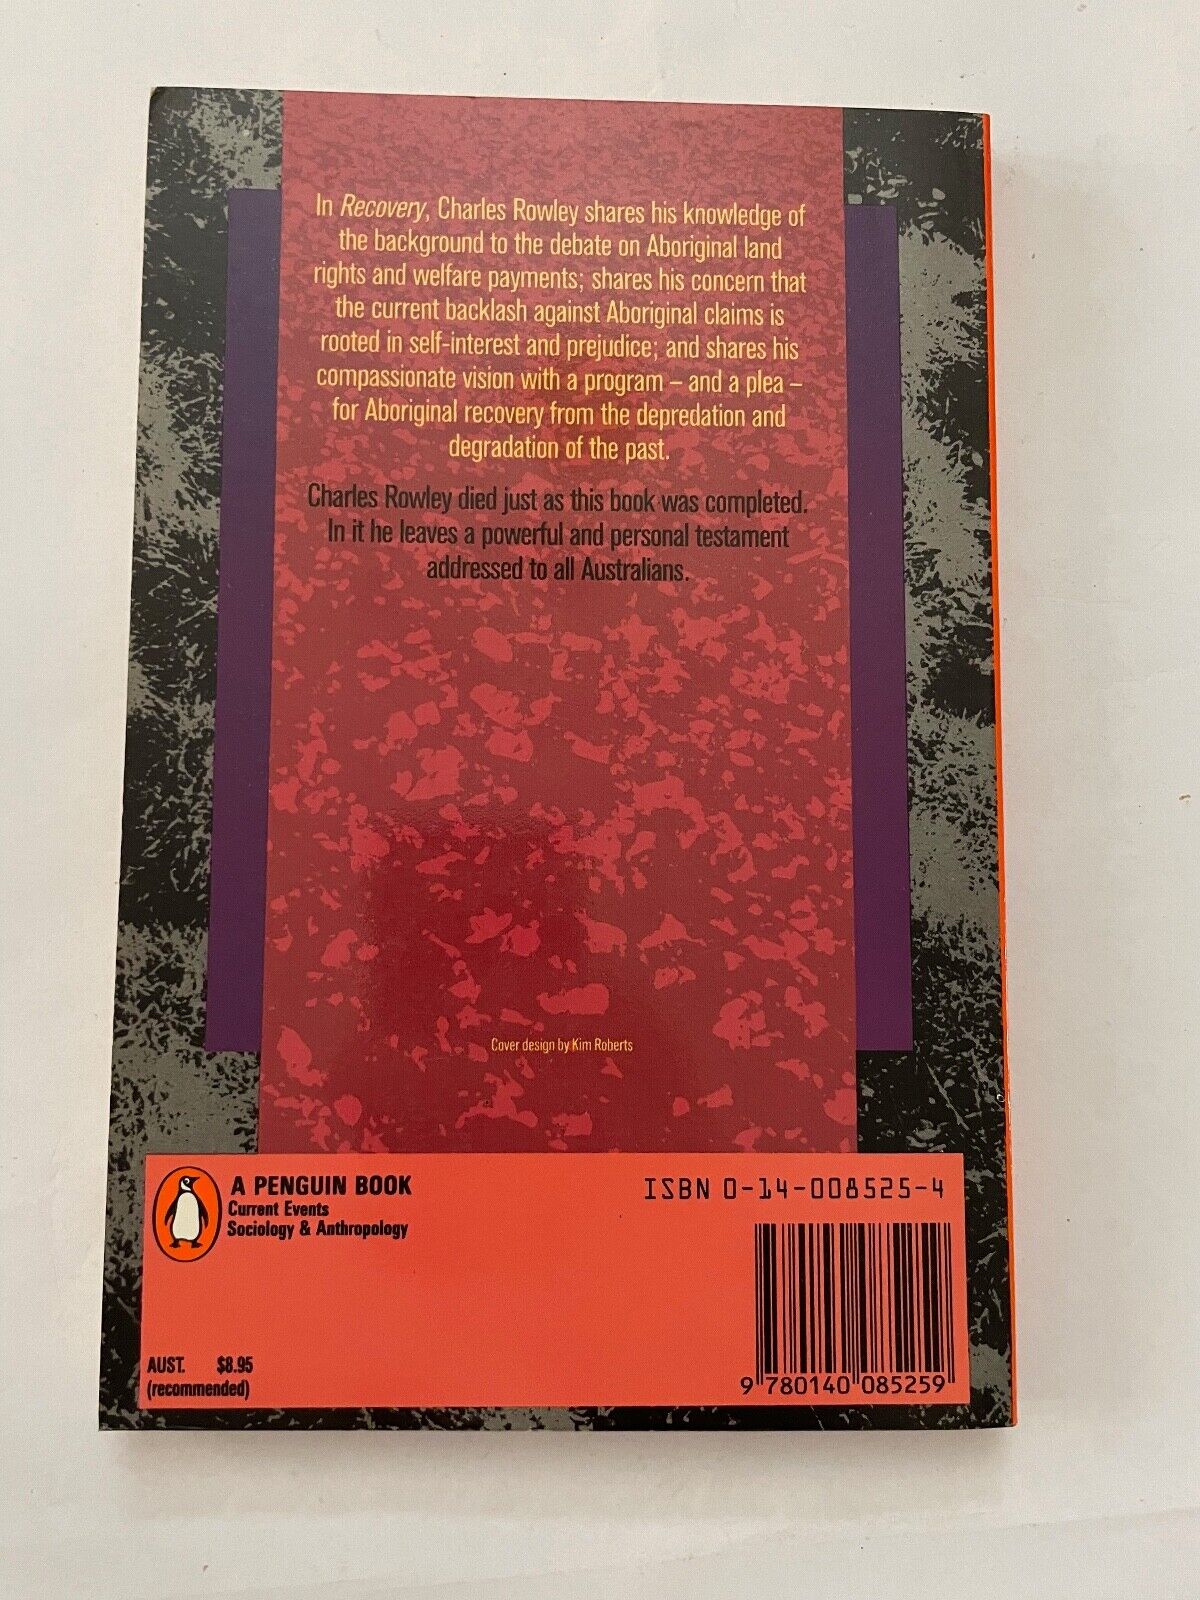 In Recovery, Charles Rowley shares his knowledge of
the background to the debate on Aboriginal land
rights and welfare payments; shares his concern that
the current backlash against Aboriginal claims is
rooted in self-interest and prejudice; and shares his
compassionate vision with a program – and a plea –
for Aboriginal recovery from the depredation and
degradation of the past.
Charles Rowley died just as this book was completed.
In it he leaves a powerful and personal testament
addressed to all Australians.
Cover design by Kim Roberts
A PENGUIN BOOK
Current Events
Sociology & Anthropology
ISBN 0-14-008525-4
AUST. $8.95
(recommended)
9 780140 085259